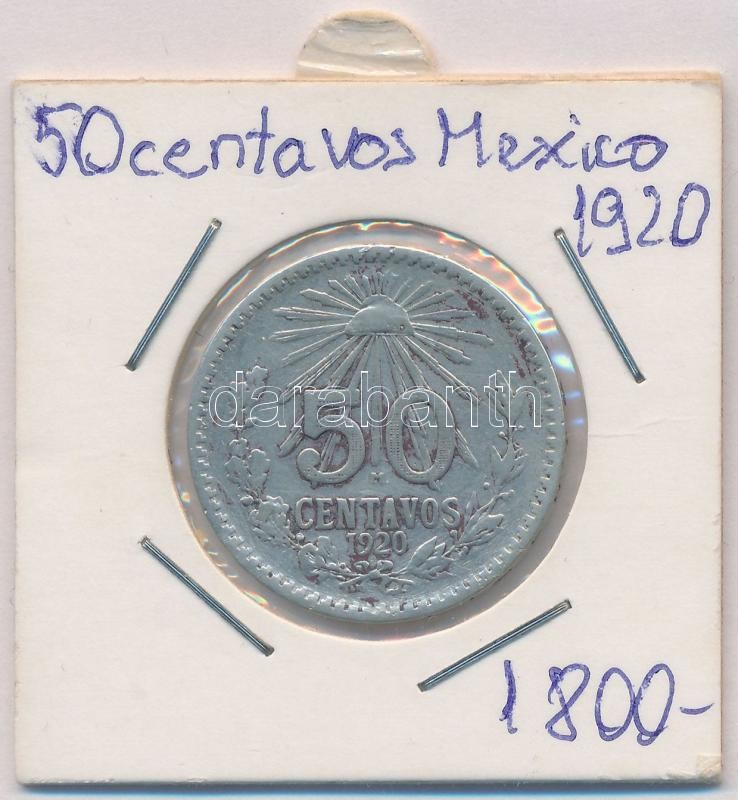 50 centavos Mexico
1920
darabanth
50
M
CENTAVOS
1920
1800-